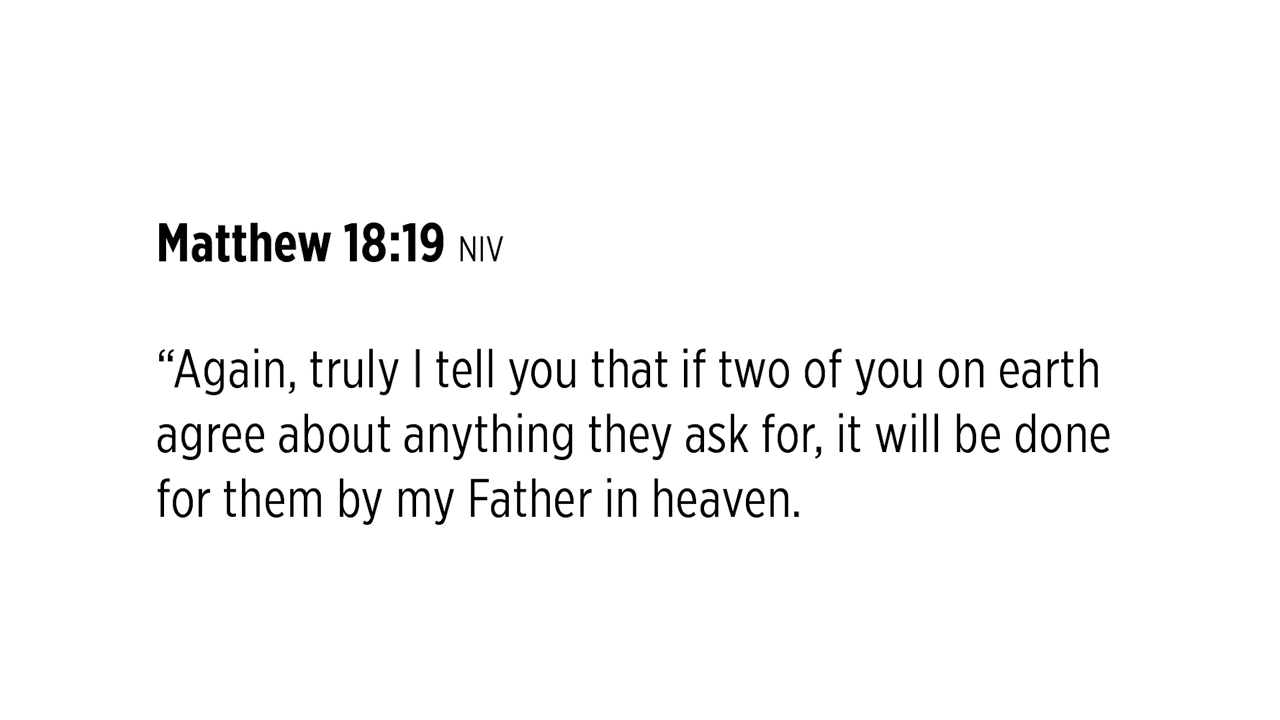 Matthew 18:19 NIV
“Again, truly I tell you that if two of you on earth
agree about anything they ask for, it will be done
for them by my Father in heaven.